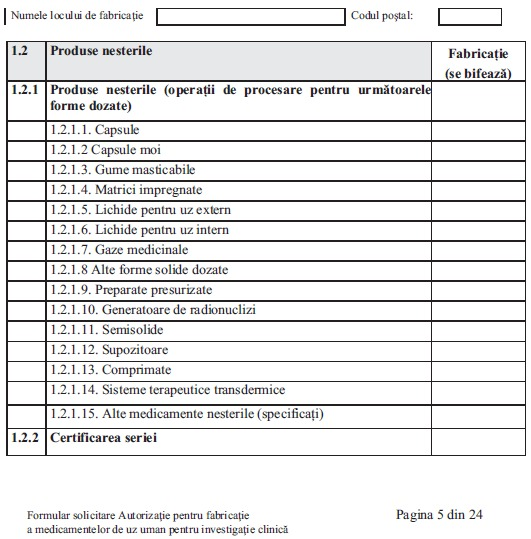 Numele locului de fabricație Codul poștal:
1.2 Produse nesterile Fabricație
(se bifează)
1.2.1 Produse nesterile (operații de procesare pentru următoarele
forme dozate)
1.2.1.1. Capsule
1.2.1.2 Capsule moi
1.2.1.3. Gume masticabile
1.2.1.4. Matrici impregnate
1.2.1.5. Lichide pentru uz extern
1.2.1.6. Lichide pentru uz intern
1.2.1.7. Gaze medicinale
1.2.1.8 Alte forme solide dozate
1.2.1.9. Preparate presurizate
1.2.1.10. Generatoare de radionuclizi
1.2.1.11. Semisolide
1.2.1.12. Supozitoare
1.2.1.13. Comprimate
1.2.1.14. Sisteme terapeutice transdermice
1.2.1.15. Alte medicamente nesterile (specificați)
1.2.2 Certificarea seriei
Formular solicitare Autorizație pentru fabricație Pagina 5 din 24
a medicamentelor de uz uman pentru investigație clinică